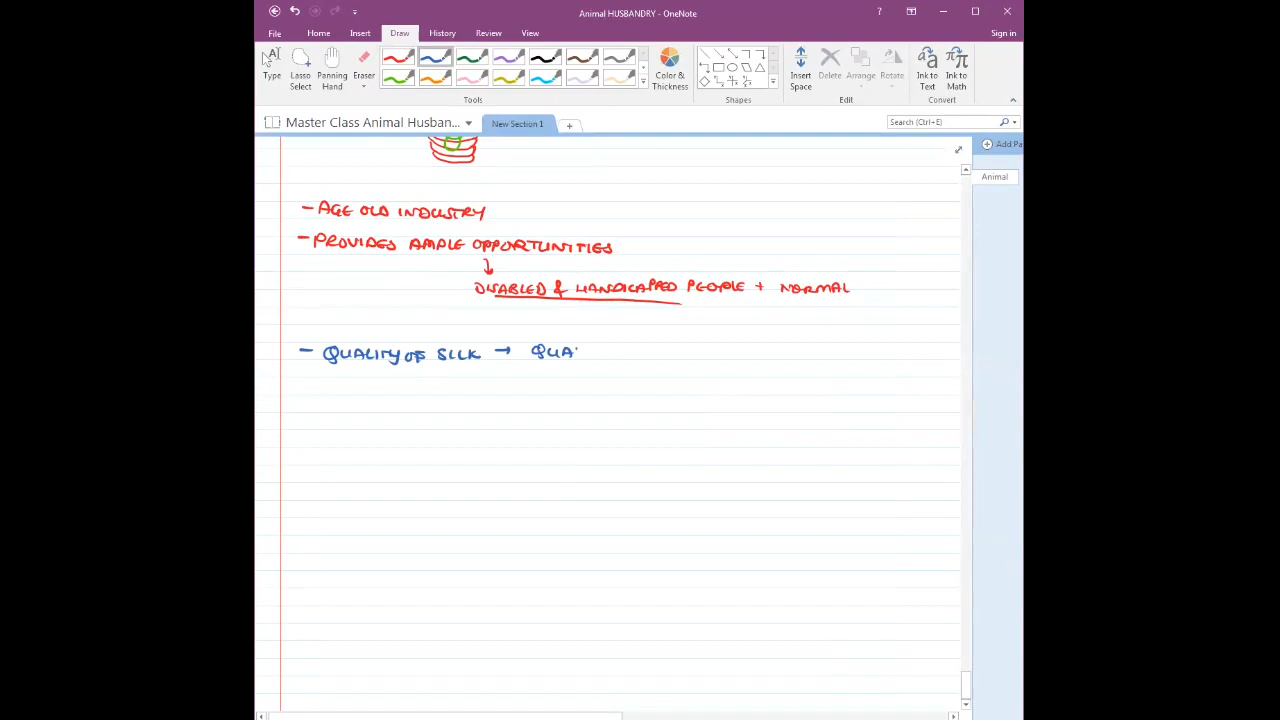 Animal HUSBANDRY - OneNote
?
File Home Insert Draw History Review View Sign in
Type Lasso Select Panning Hand Eraser Color & Thickness Insert Space Delete Arrange Rotate Ink to Text Ink to Math
Tools Shapes Edit Convert
Master Class Animal Husban... New Section 1 + Search (Ctrl+E)
Add Pa
Animal
- AGE OLD INDUSTRY
- PROVIDES AMPLE OPPORTUNITIES
↓
DISABLED & HANDICAPPED PEOPLE + NORMAL
- QUALITY OF SILK → QUA